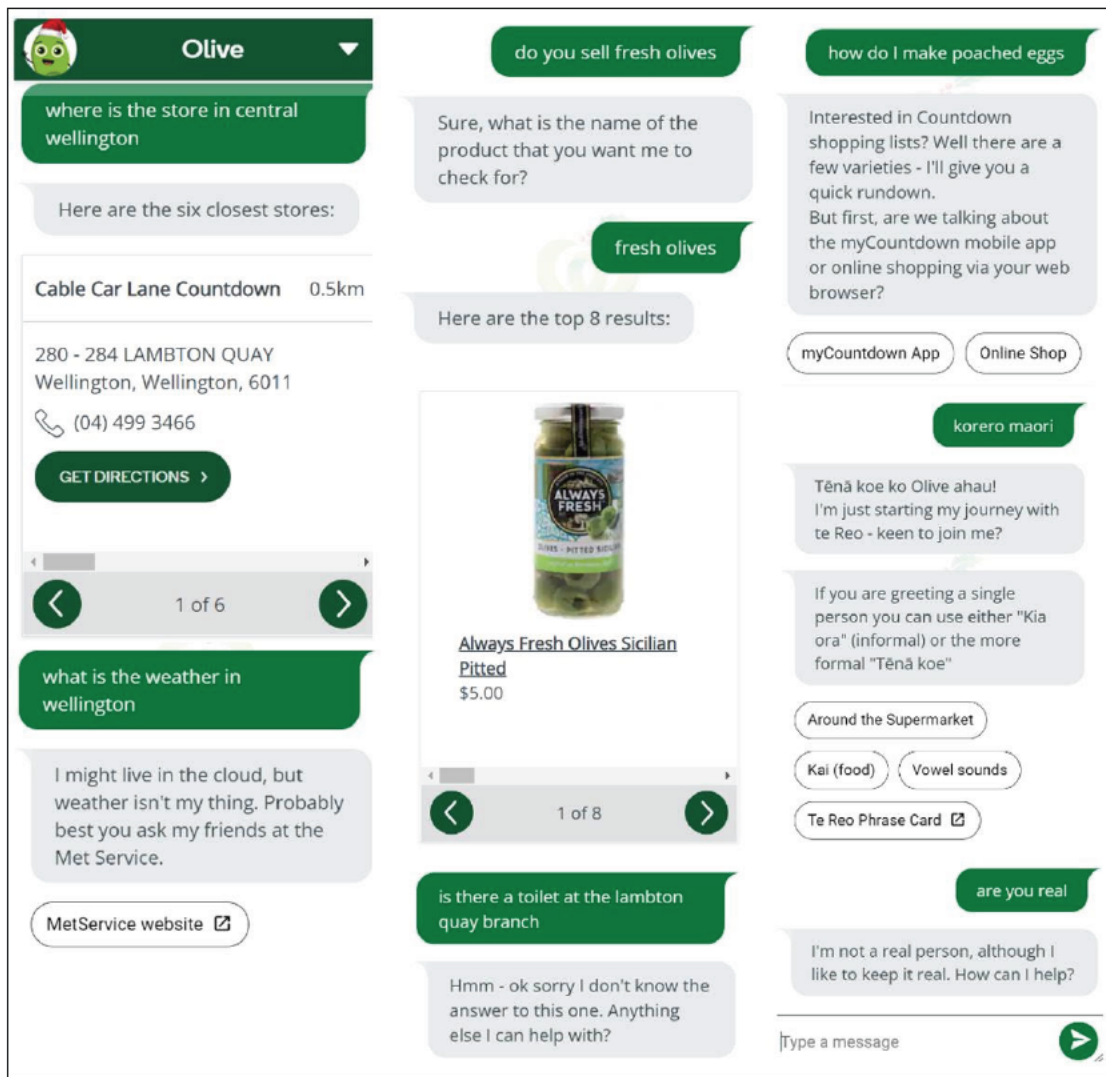 Olive
where is the store in central
wellington
Here are the six closest stores:
Cable Car Lane Countdown 0.5km
280 - 284 LAMBTON QUAY
Wellington, Wellington, 6011
(04) 499 3466
GET DIRECTIONS >
1 of 6
what is the weather in
wellington
I might live in the cloud, but
weather isn't my thing. Probably
best you ask my friends at the
Met Service.
MetService website
do you sell fresh olives
Sure, what is the name of the
product that you want me to
check for?
fresh olives
Here are the top 8 results:
ALWAYS
FRESH
OLIVES - PITTED SICILIAN
Always Fresh Olives Sicilian
Pitted
$5.00
1 of 8
is there a toilet at the lambton
quay branch
Hmm - ok sorry I don't know the
answer to this one. Anything
else I can help with?
how do I make poached eggs
Interested in Countdown
shopping lists? Well there are a
few varieties - I'll give you a
quick rundown.
But first, are we talking about
the myCountdown mobile app
or online shopping via your web
browser?
myCountdown App
Online Shop
korero maori
Tēnā koe ko Olive ahau!
I'm just starting my journey with
te Reo - keen to join me?
If you are greeting a single
person you can use either "Kia
ora" (informal) or the more
formal "Tēnā koe"
Around the Supermarket
Kai (food)
Vowel sounds
Te Reo Phrase Card
are you real
I'm not a real person, although I
like to keep it real. How can I help?
Type a message